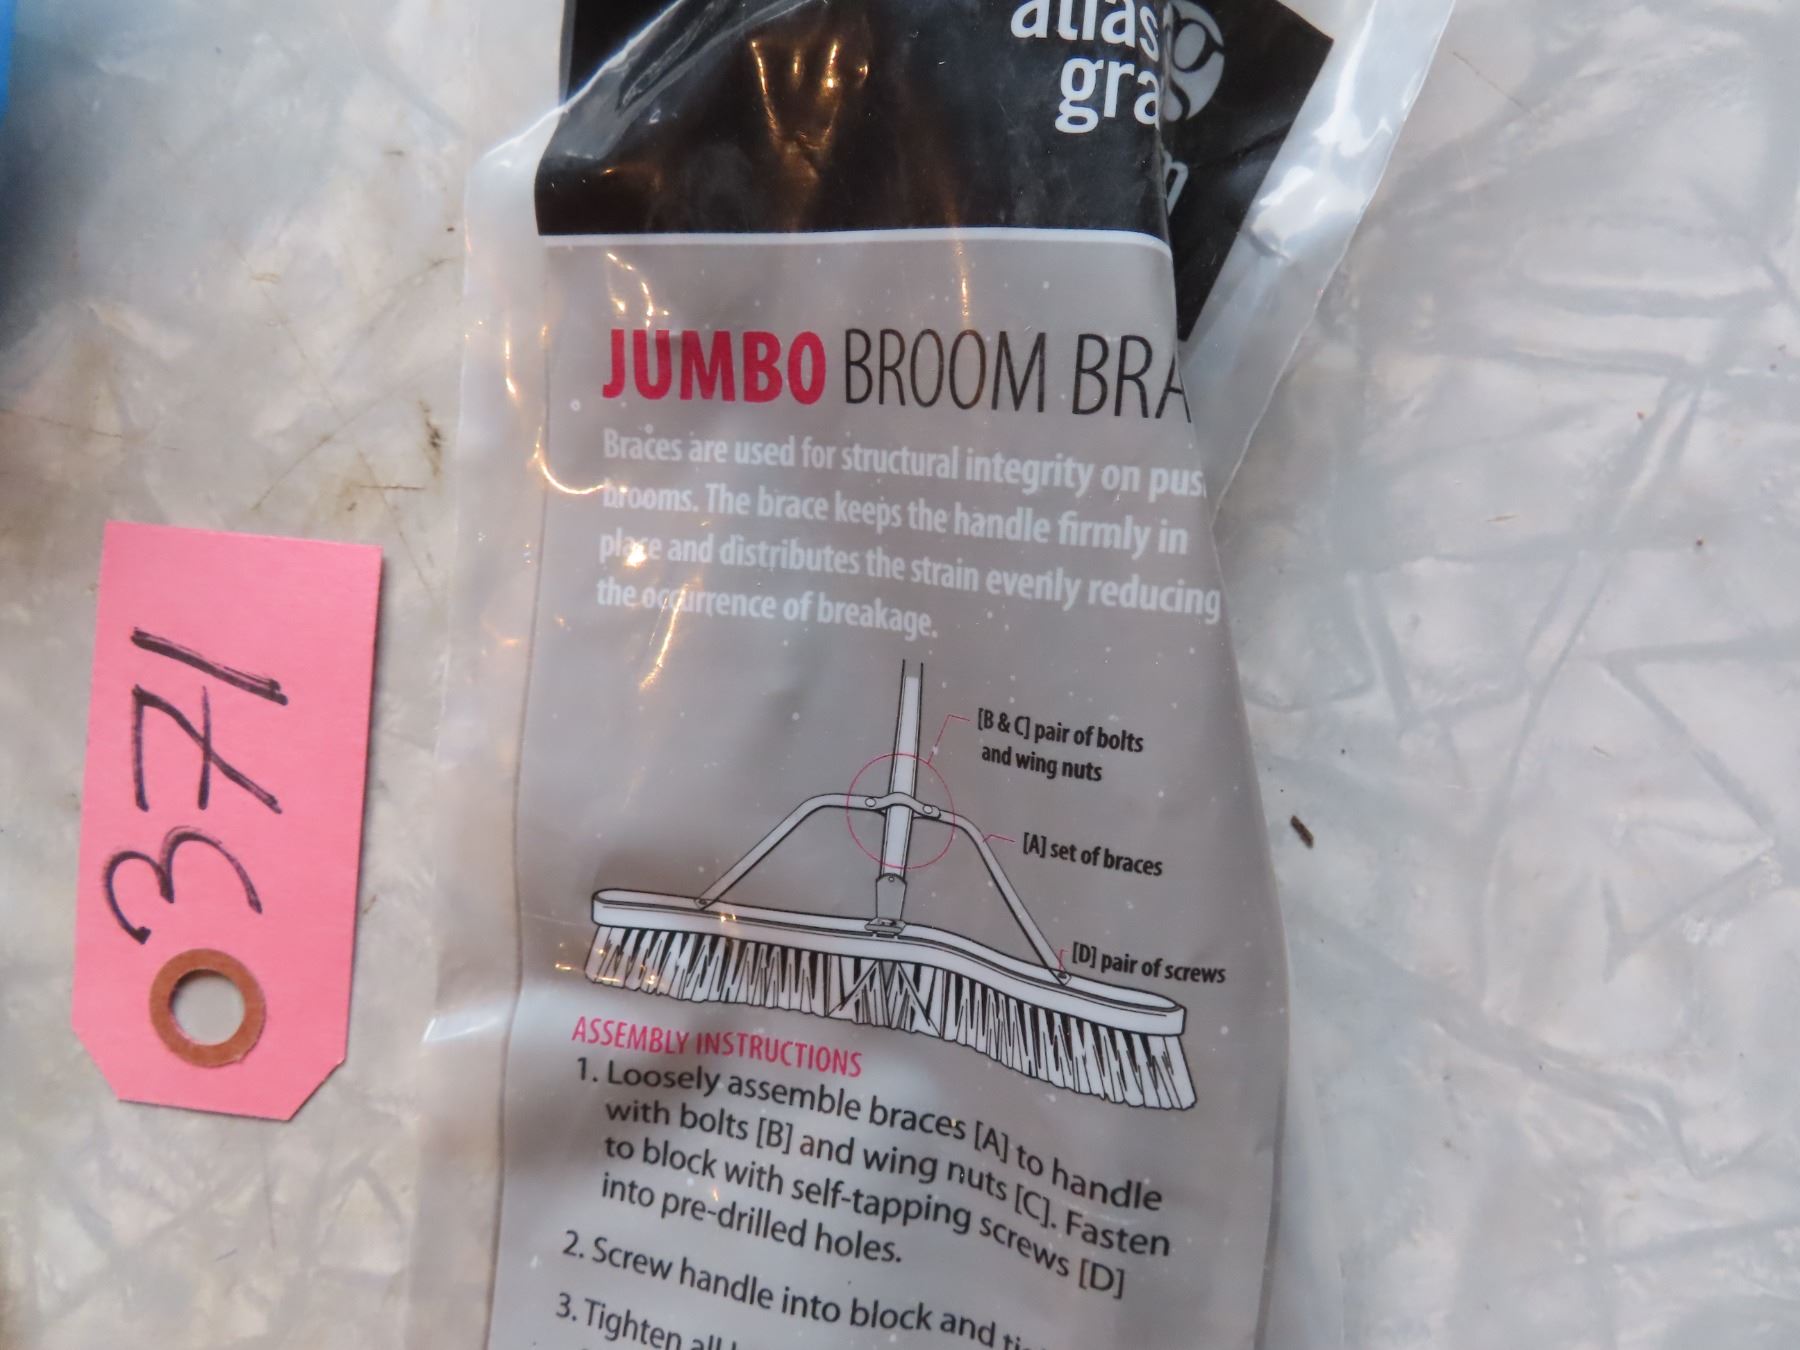 atlas
gra
JUMBO BROOM BRA
Braces are used for structural integrity on pus
brooms. The brace keeps the handle firmly in
place and distributes the strain evenly reducing
the occurrence of breakage.
[B & C] pair of bolts
and wing nuts
[A] set of braces
[D] pair of screws
ASSEMBLY INSTRUCTIONS
1. Loosely assemble braces [A] to handle
with bolts [B] and wing nuts [C]. Fasten
to block with self-tapping screws [D]
into pre-drilled holes.
2. Screw handle into block and
3. Tighten all
371